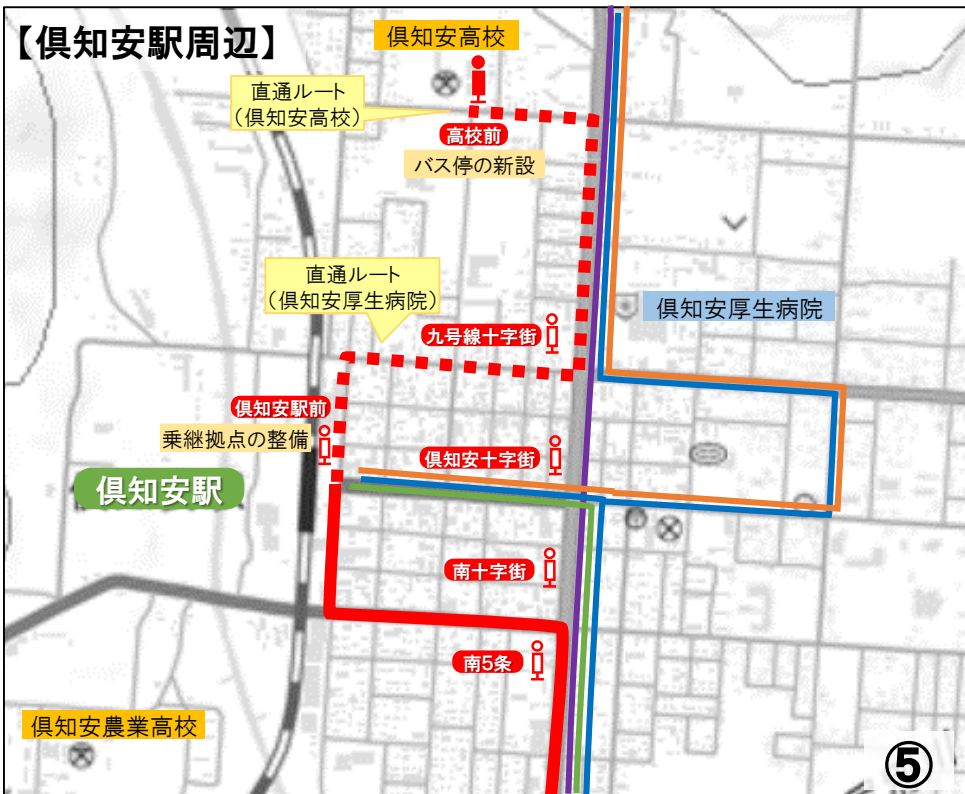 【倶知安駅周辺】
倶知安高校
直通ルート
（倶知安高校）
高校前
バス停の新設
直通ルート
（倶知安厚生病院）
倶知安厚生病院
九号線十字街
倶知安駅前
乗継拠点の整備
倶知安十字街
倶知安駅
南十字街
南5条
倶知安農業高校
⑤